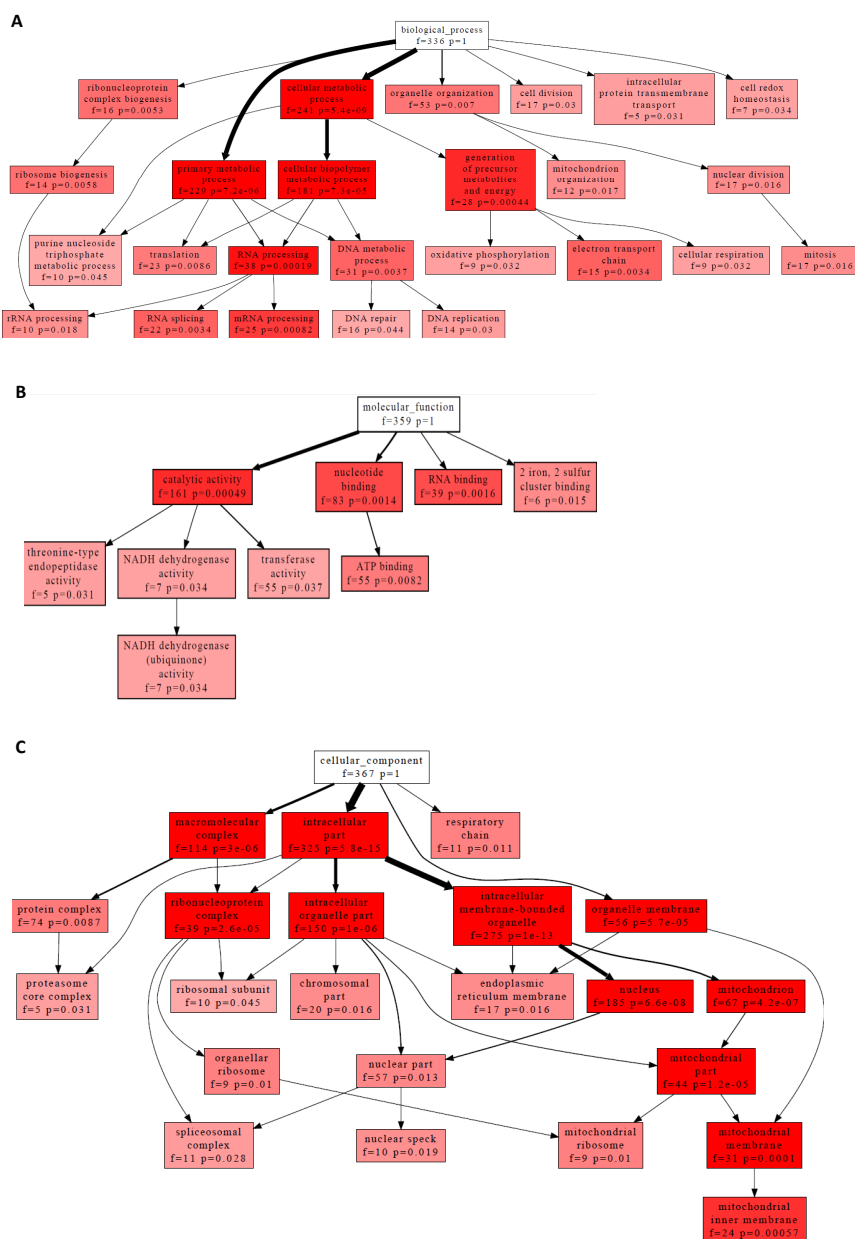 A
biological_process
f=336 p=1
ribonucleoprotein
complex biogenesis
f=16 p=0.0053
cellular metabolic
process
f=241 p=5.4e-09
organelle organization
f=53 p=0.007
cell division
f=17 p=0.03
intracellular
protein transmembrane
transport
f=5 p=0.031
cell redox
homeostasis
f=7 p=0.034
ribosome biogenesis
f=14 p=0.0058
primary metabolic
process
f=229 p=7.2e-06
cellular biopolymer
metabolic process
f=181 p=7.3e-05
generation
of precursor
metabolites
and energy
f=28 p=0.00044
mitochondrion
organization
f=12 p=0.017
nuclear division
f=17 p=0.016
purine nucleoside
triphosphate
metabolic process
f=10 p=0.045
translation
f=23 p=0.0086
RNA processing
f=38 p=0.00019
DNA metabolic
process
f=31 p=0.0037
oxidative phosphorylation
f=9 p=0.032
electron transport
chain
f=15 p=0.0034
cellular respiration
f=9 p=0.032
mitosis
f=17 p=0.016
rRNA processing
f=10 p=0.018
RNA splicing
f=22 p=0.0034
mRNA processing
f=25 p=0.00082
DNA repair
f=16 p=0.044
DNA replication
f=14 p=0.03
B
molecular_function
f=359 p=1
catalytic activity
f=161 p=0.00049
nucleotide
binding
f=83 p=0.0014
RNA binding
f=39 p=0.0016
2 iron, 2 sulfur
cluster binding
f=6 p=0.015
threonine-type
endopeptidase
activity
f=5 p=0.031
NADH dehydrogenase
activity
f=7 p=0.034
transferase
activity
f=55 p=0.037
ATP binding
f=55 p=0.0082
NADH dehydrogenase
(ubiquinone)
activity
f=7 p=0.034
C
cellular_component
f=367 p=1
macromolecular
complex
f=114 p=3e-06
intracellular
part
f=325 p=5.8e-15
respiratory
chain
f=11 p=0.011
protein complex
f=74 p=0.0087
ribonucleoprotein
complex
f=39 p=2.6e-05
intracellular
organelle part
f=150 p=1e-06
intracellular
membrane-bounded
organelle
f=275 p=1e-13
organelle membrane
f=56 p=5.7e-05
proteasome
core complex
f=5 p=0.031
ribosomal subunit
f=10 p=0.045
chromosomal
part
f=20 p=0.016
endoplasmic
reticulum membrane
f=17 p=0.016
nucleus
f=185 p=6.6e-08
mitochondrion
f=67 p=4.2e-07
organellar
ribosome
f=9 p=0.01
nuclear part
f=57 p=0.013
mitochondrial
part
f=44 p=1.2e-05
spliceosomal
complex
f=11 p=0.028
nuclear speck
f=10 p=0.019
mitochondrial
ribosome
f=9 p=0.01
mitochondrial
membrane
f=31 p=0.0001
mitochondrial
inner membrane
f=24 p=0.00057